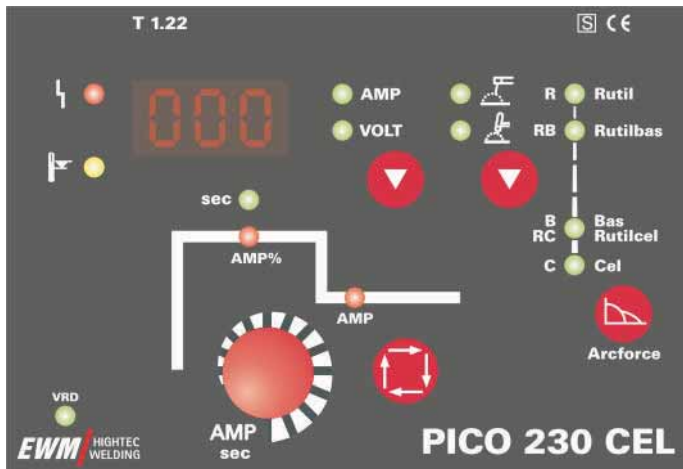 T 1.22
S CE
000
AMP
VOLT
R Rutil
RB Rutilbas
B Bas
RC Rutilcel
C Cel
sec
AMP%
AMP
Arcforce
VRD
AMP
sec
EWM HIGHTEC
WELDING
PICO 230 CEL